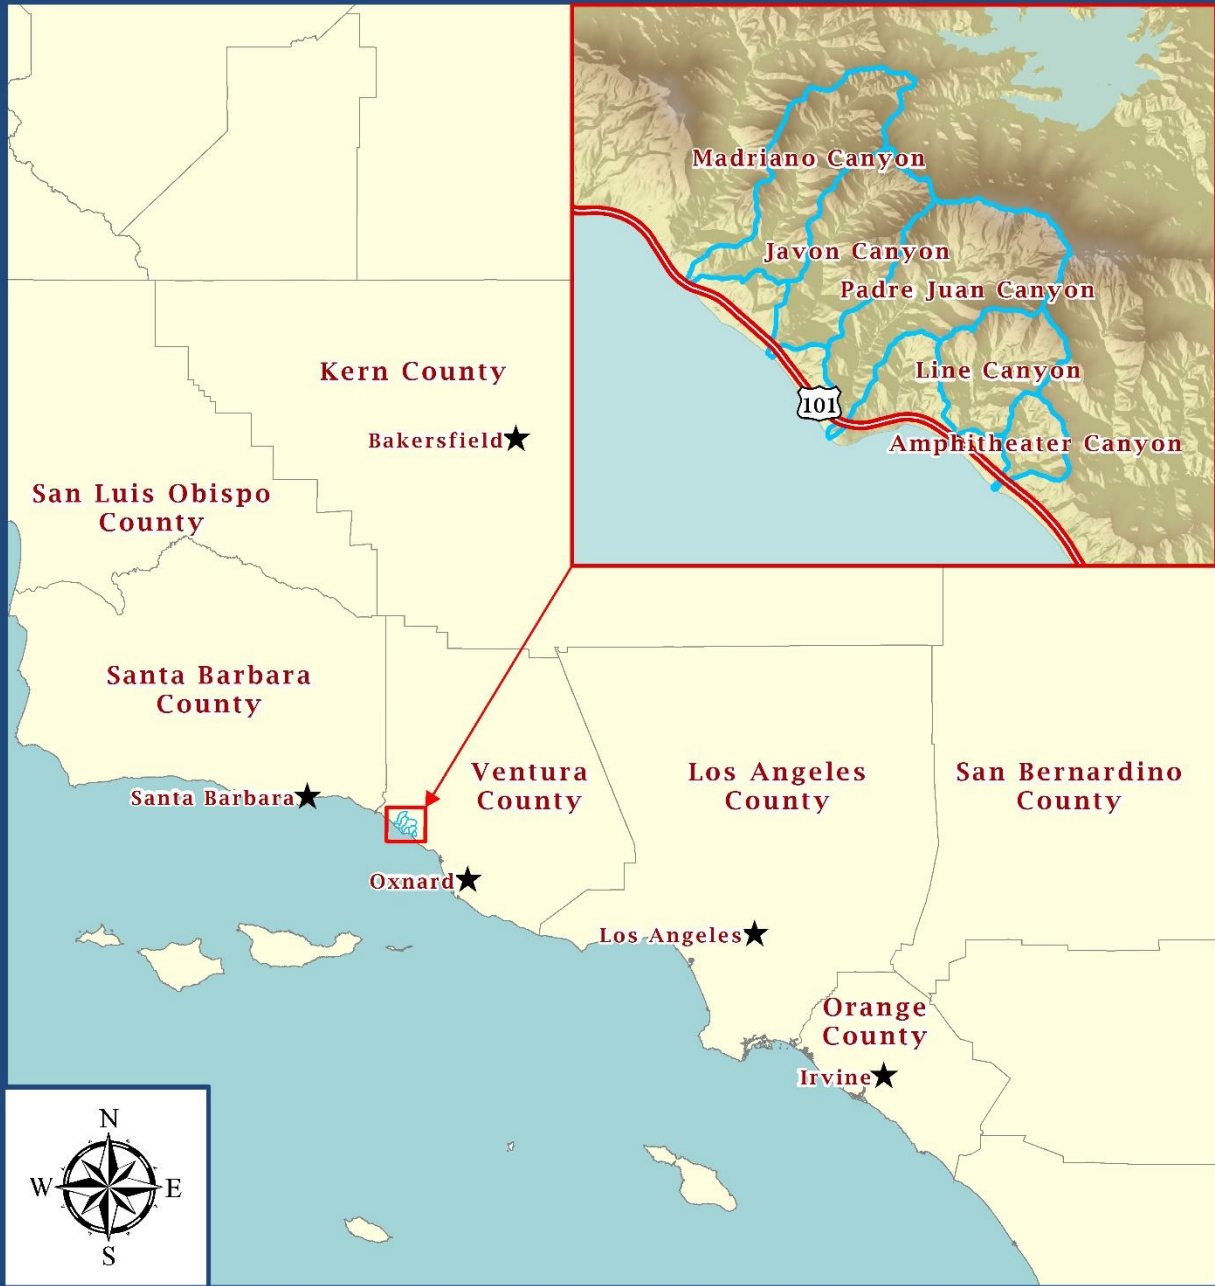 Madriano Canyon
Javon Canyon
Padre Juan Canyon
Line Canyon
101
Amphitheater Canyon
Kern County
Bakersfield
San Luis Obispo
County
Santa Barbara
County
Ventura
County
Los Angeles
County
San Bernardino
County
Santa Barbara
Oxnard
Los Angeles
Orange
County
Irvine
N
W
E
S